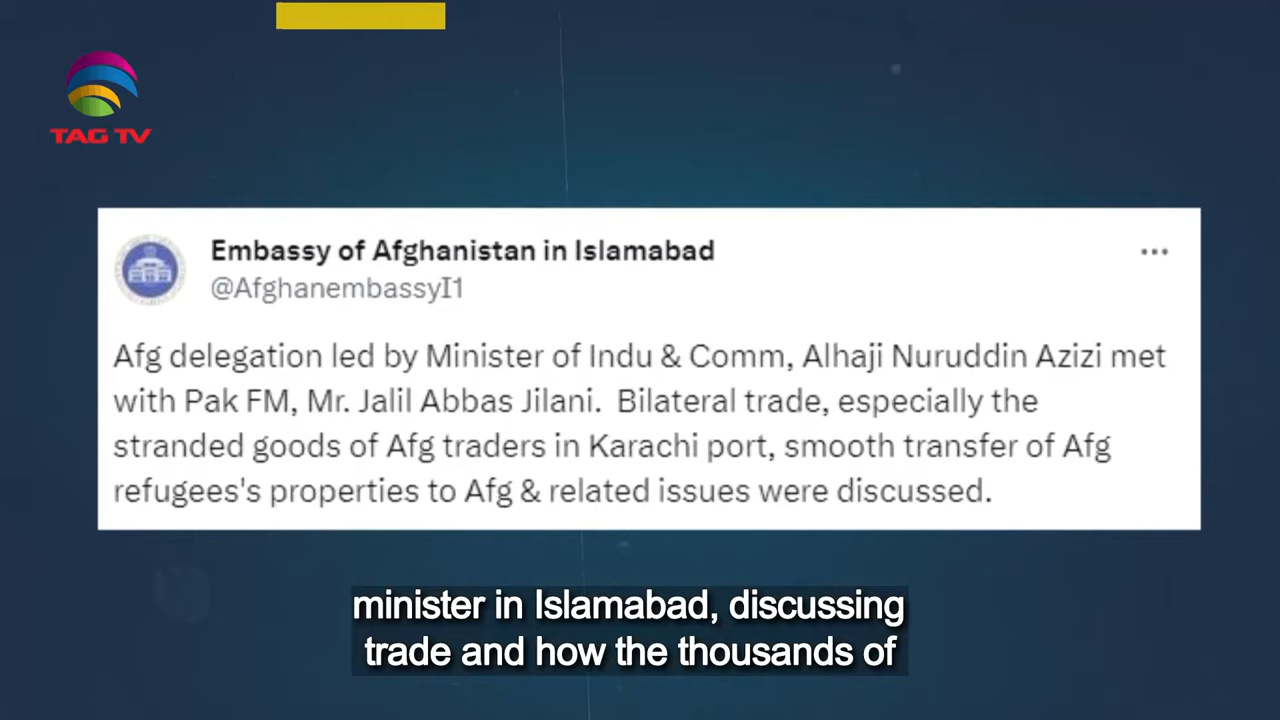 TAG TV
Embassy of Afghanistan in Islamabad
@AfghanembassyI1
Afg delegation led by Minister of Indu & Comm, Alhaji Nuruddin Azizi met
with Pak FM, Mr. Jalil Abbas Jilani.  Bilateral trade, especially the
stranded goods of Afg traders in Karachi port, smooth transfer of Afg
refugees's properties to Afg & related issues were discussed.
minister in Islamabad, discussing
trade and how the thousands of